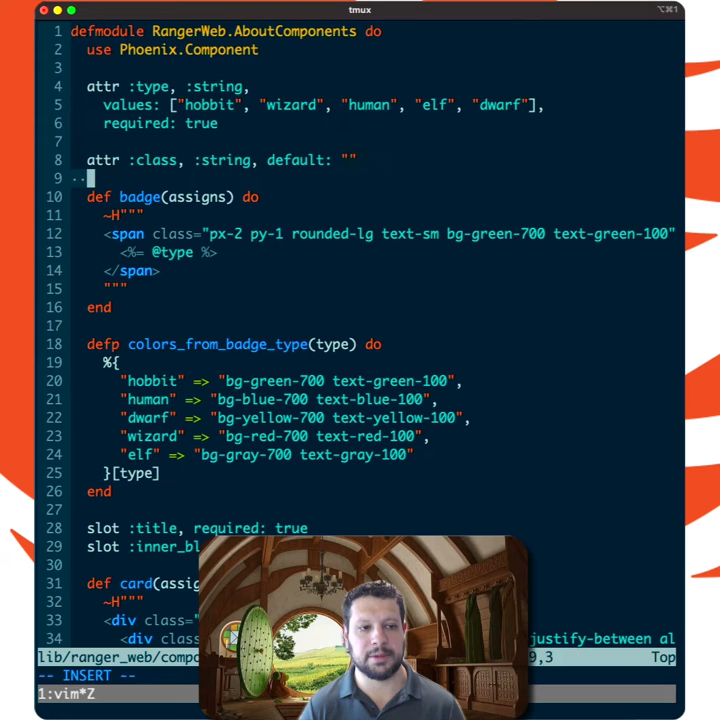 tmux
⌥⌘1
1 defmodule RangerWeb.AboutComponents do
2   use Phoenix.Component
3
4   attr :type, :string,
5     values: ["hobbit", "wizard", "human", "elf", "dwarf"],
6     required: true
7
8   attr :class, :string, default: ""
9 ··
10   def badge(assigns) do
11     ~H"""
12     <span class="px-2 py-1 rounded-lg text-sm bg-green-700 text-green-100"
13       <%= @type %>
14     </span>
15     """
16   end
17
18   defp colors_from_badge_type(type) do
19     %{
20       "hobbit" => "bg-green-700 text-green-100",
21       "human" => "bg-blue-700 text-blue-100",
22       "dwarf" => "bg-yellow-700 text-yellow-100",
23       "wizard" => "bg-red-700 text-red-100",
24       "elf" => "bg-gray-700 text-gray-100"
25     }[type]
26   end
27
28   slot :title, required: true
29   slot :inner_bl
30
31   def card(assig
32     ~H"""
33     <div class="
34       <div clas justify-between al
lib/ranger_web/compo 9,3 Top
-- INSERT --
1:vim*Z